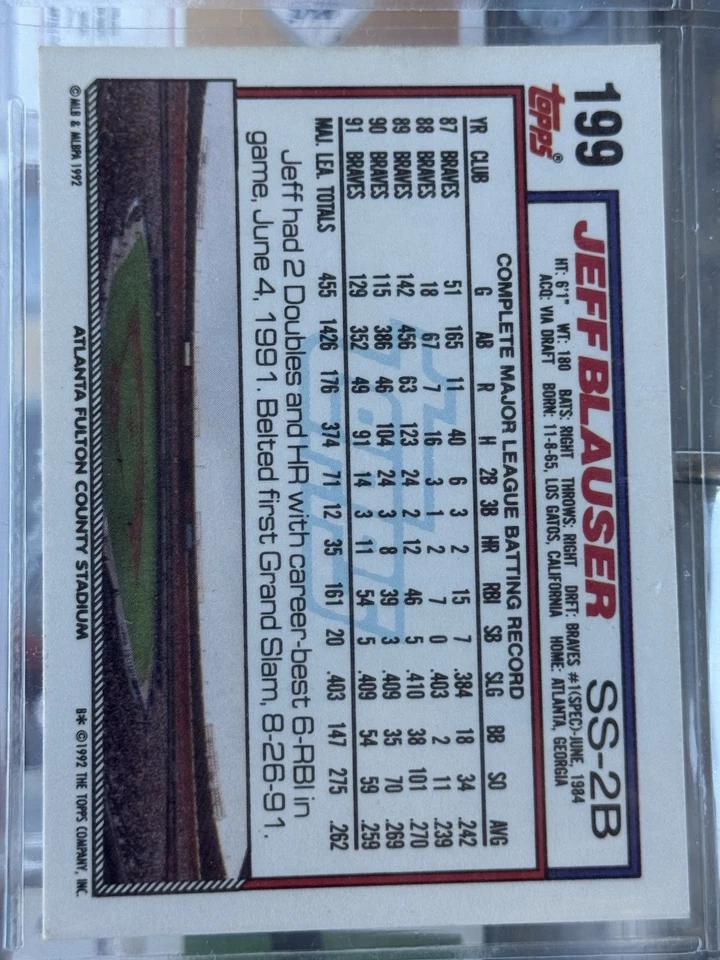 199
TOPPS®
JEFF BLAUSER SS-2B
HT: 6'1" WT: 180 BATS: RIGHT THROWS: RIGHT DRFT: BRAVES #1(SPEC)-JUNE, 1984
ACQ: VIA DRAFT BORN: 11-8-65, LOS GATOS, CALIFORNIA HOME: ATLANTA, GEORGIA
COMPLETE MAJOR LEAGUE BATTING RECORD
YR CLUB G AB R H 2B 3B HR RBI SB SLG BB SO AVG
87 BRAVES 51 165 11 40 6 3 2 15 7 .384 18 34 .242
88 BRAVES 18 67 7 16 3 1 2 7 0 .403 2 11 .239
89 BRAVES 142 456 63 123 24 2 12 46 5 .410 38 101 .270
90 BRAVES 115 386 46 104 24 3 8 39 3 .409 35 70 .269
91 BRAVES 129 352 49 91 14 3 11 54 5 .409 54 59 .259
MAJ. LEA. TOTALS 455 1426 176 374 71 12 35 161 20 .403 147 275 .262
Jeff had 2 Doubles and HR with career-best 6-RBI in
game, June 4, 1991. Belted first Grand Slam, 8-26-91.
©MLB & MLBPA 1992
ATLANTA FULTON COUNTY STADIUM
B* ©1992 THE TOPPS COMPANY, INC.